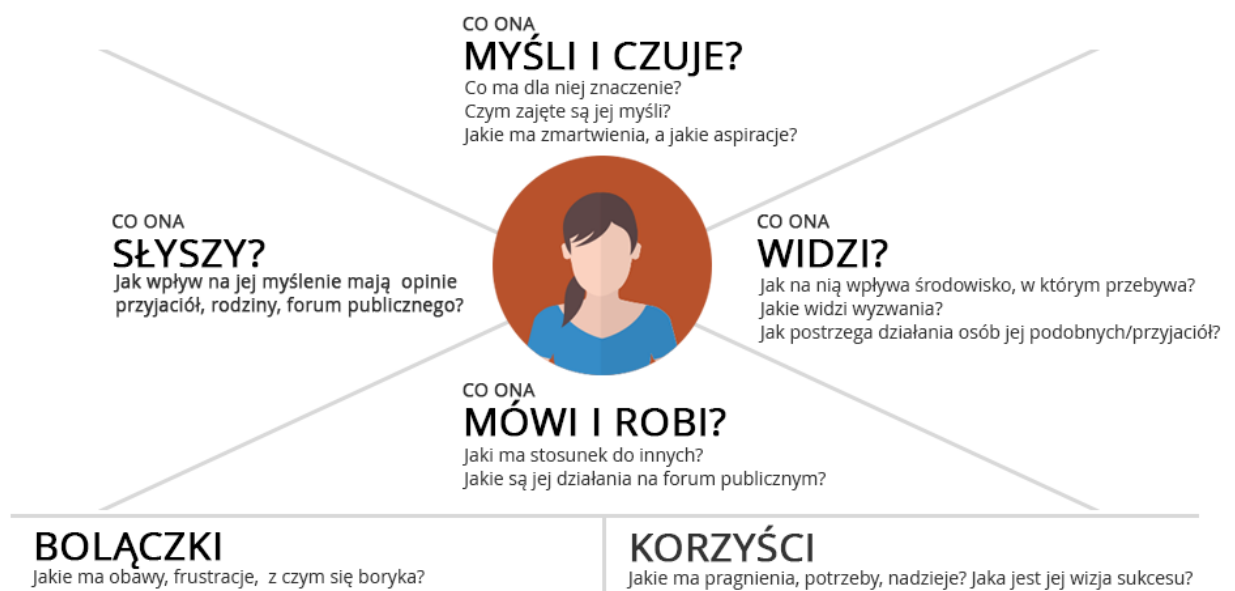 CO ONA
MYŚLI I CZUJE?
Co ma dla niej znaczenie?
Czym zajęte są jej myśli?
Jakie ma zmartwienia, a jakie aspiracje?
CO ONA
SŁYSZY?
Jak wpływ na jej myślenie mają opinie
przyjaciół, rodziny, forum publicznego?
CO ONA
WIDZI?
Jak na nią wpływa środowisko, w którym przebywa?
Jakie widzi wyzwania?
Jak postrzega działania osób jej podobnych/przyjaciół?
CO ONA
MÓWI I ROBI?
Jaki ma stosunek do innych?
Jakie są jej działania na forum publicznym?
BOLĄCZKI
Jakie ma obawy, frustracje, z czym się boryka?
KORZYŚCI
Jakie ma pragnienia, potrzeby, nadzieje? Jaka jest jej wizja sukcesu?